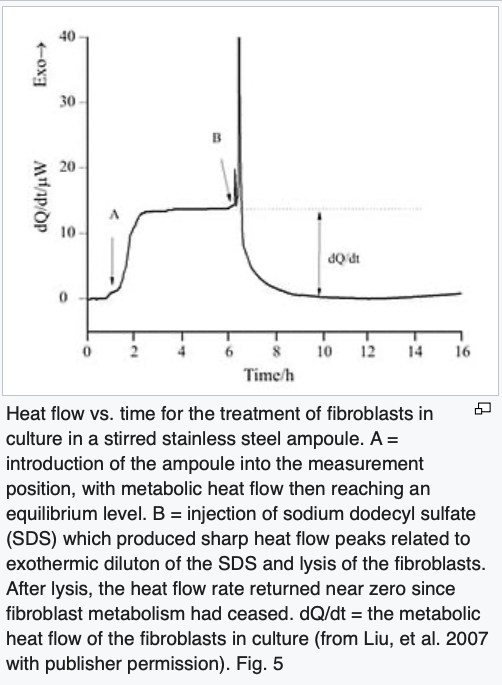 40
Exo→
30
B
20
A
dQ/dt/μW
10
dQ/dt
0
0 2 4 6 8 10 12 14 16
Time/h
Heat flow vs. time for the treatment of fibroblasts in
culture in a stirred stainless steel ampoule. A =
introduction of the ampoule into the measurement
position, with metabolic heat flow then reaching an
equilibrium level. B = injection of sodium dodecyl sulfate
(SDS) which produced sharp heat flow peaks related to
exothermic diluton of the SDS and lysis of the fibroblasts.
After lysis, the heat flow rate returned near zero since
fibroblast metabolism had ceased. dQ/dt = the metabolic
heat flow of the fibroblasts in culture (from Liu, et al. 2007
with publisher permission). Fig. 5